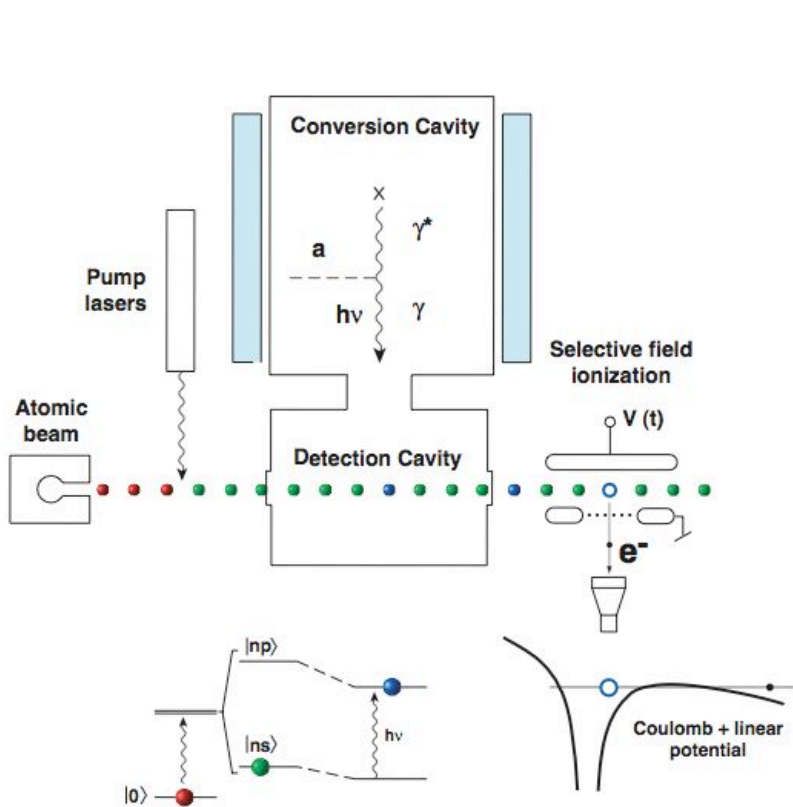 Conversion Cavity
X
γ*
a
hν
γ
Pump
lasers
Selective field
ionization
V (t)
Atomic
beam
Detection Cavity
e-
|np⟩
|ns⟩
hν
|0⟩
Coulomb + linear
potential